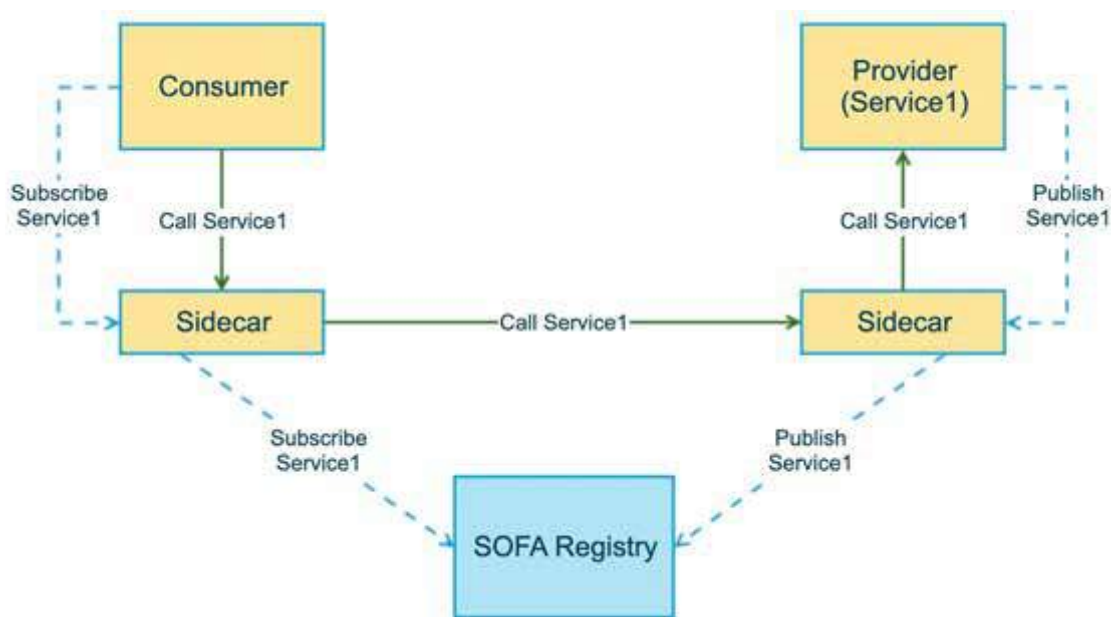 Consumer
Provider
(Service1)
Subscribe
Service1
Call Service1
Call Service1
Publish
Service1
Sidecar
Call Service1
Sidecar
Subscribe
Service1
Publish
Service1
SOFA Registry